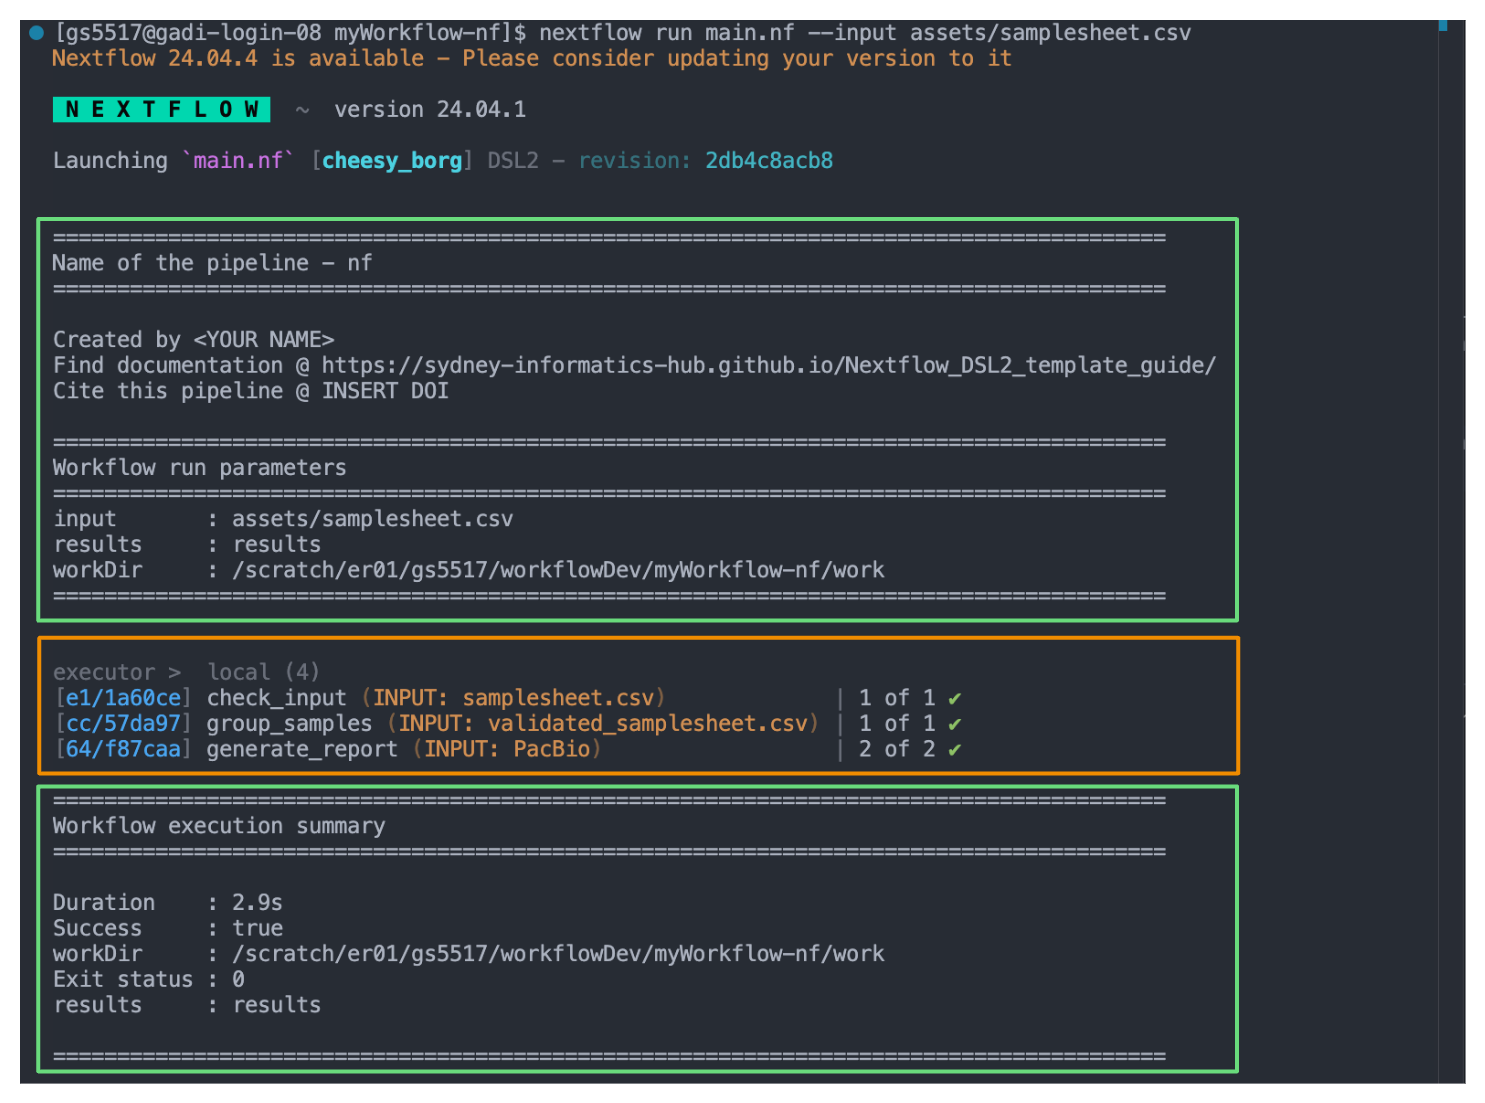 [gs5517@gadi-login-08 myWorkflow-nf]$ nextflow run main.nf --input assets/samplesheet.csv
Nextflow 24.04.4 is available - Please consider updating your version to it
N E X T F L O W  ~  version 24.04.1
Launching `main.nf` [cheesy_borg] DSL2 - revision: 2db4c8acb8
=======================================================================================
Name of the pipeline - nf
=======================================================================================
Created by <YOUR NAME>
Find documentation @ https://sydney-informatics-hub.github.io/Nextflow_DSL2_template_guide/
Cite this pipeline @ INSERT DOI
=======================================================================================
Workflow run parameters
=======================================================================================
input       : assets/samplesheet.csv
results     : results
workDir     : /scratch/er01/gs5517/workflowDev/myWorkflow-nf/work
=======================================================================================
executor >  local (4)
[e1/1a60ce] check_input (INPUT: samplesheet.csv)             | 1 of 1 ✔
[cc/57da97] group_samples (INPUT: validated_samplesheet.csv) | 1 of 1 ✔
[64/f87caa] generate_report (INPUT: PacBio)                  | 2 of 2 ✔
=======================================================================================
Workflow execution summary
=======================================================================================
Duration    : 2.9s
Success     : true
workDir     : /scratch/er01/gs5517/workflowDev/myWorkflow-nf/work
Exit status : 0
results     : results
=======================================================================================